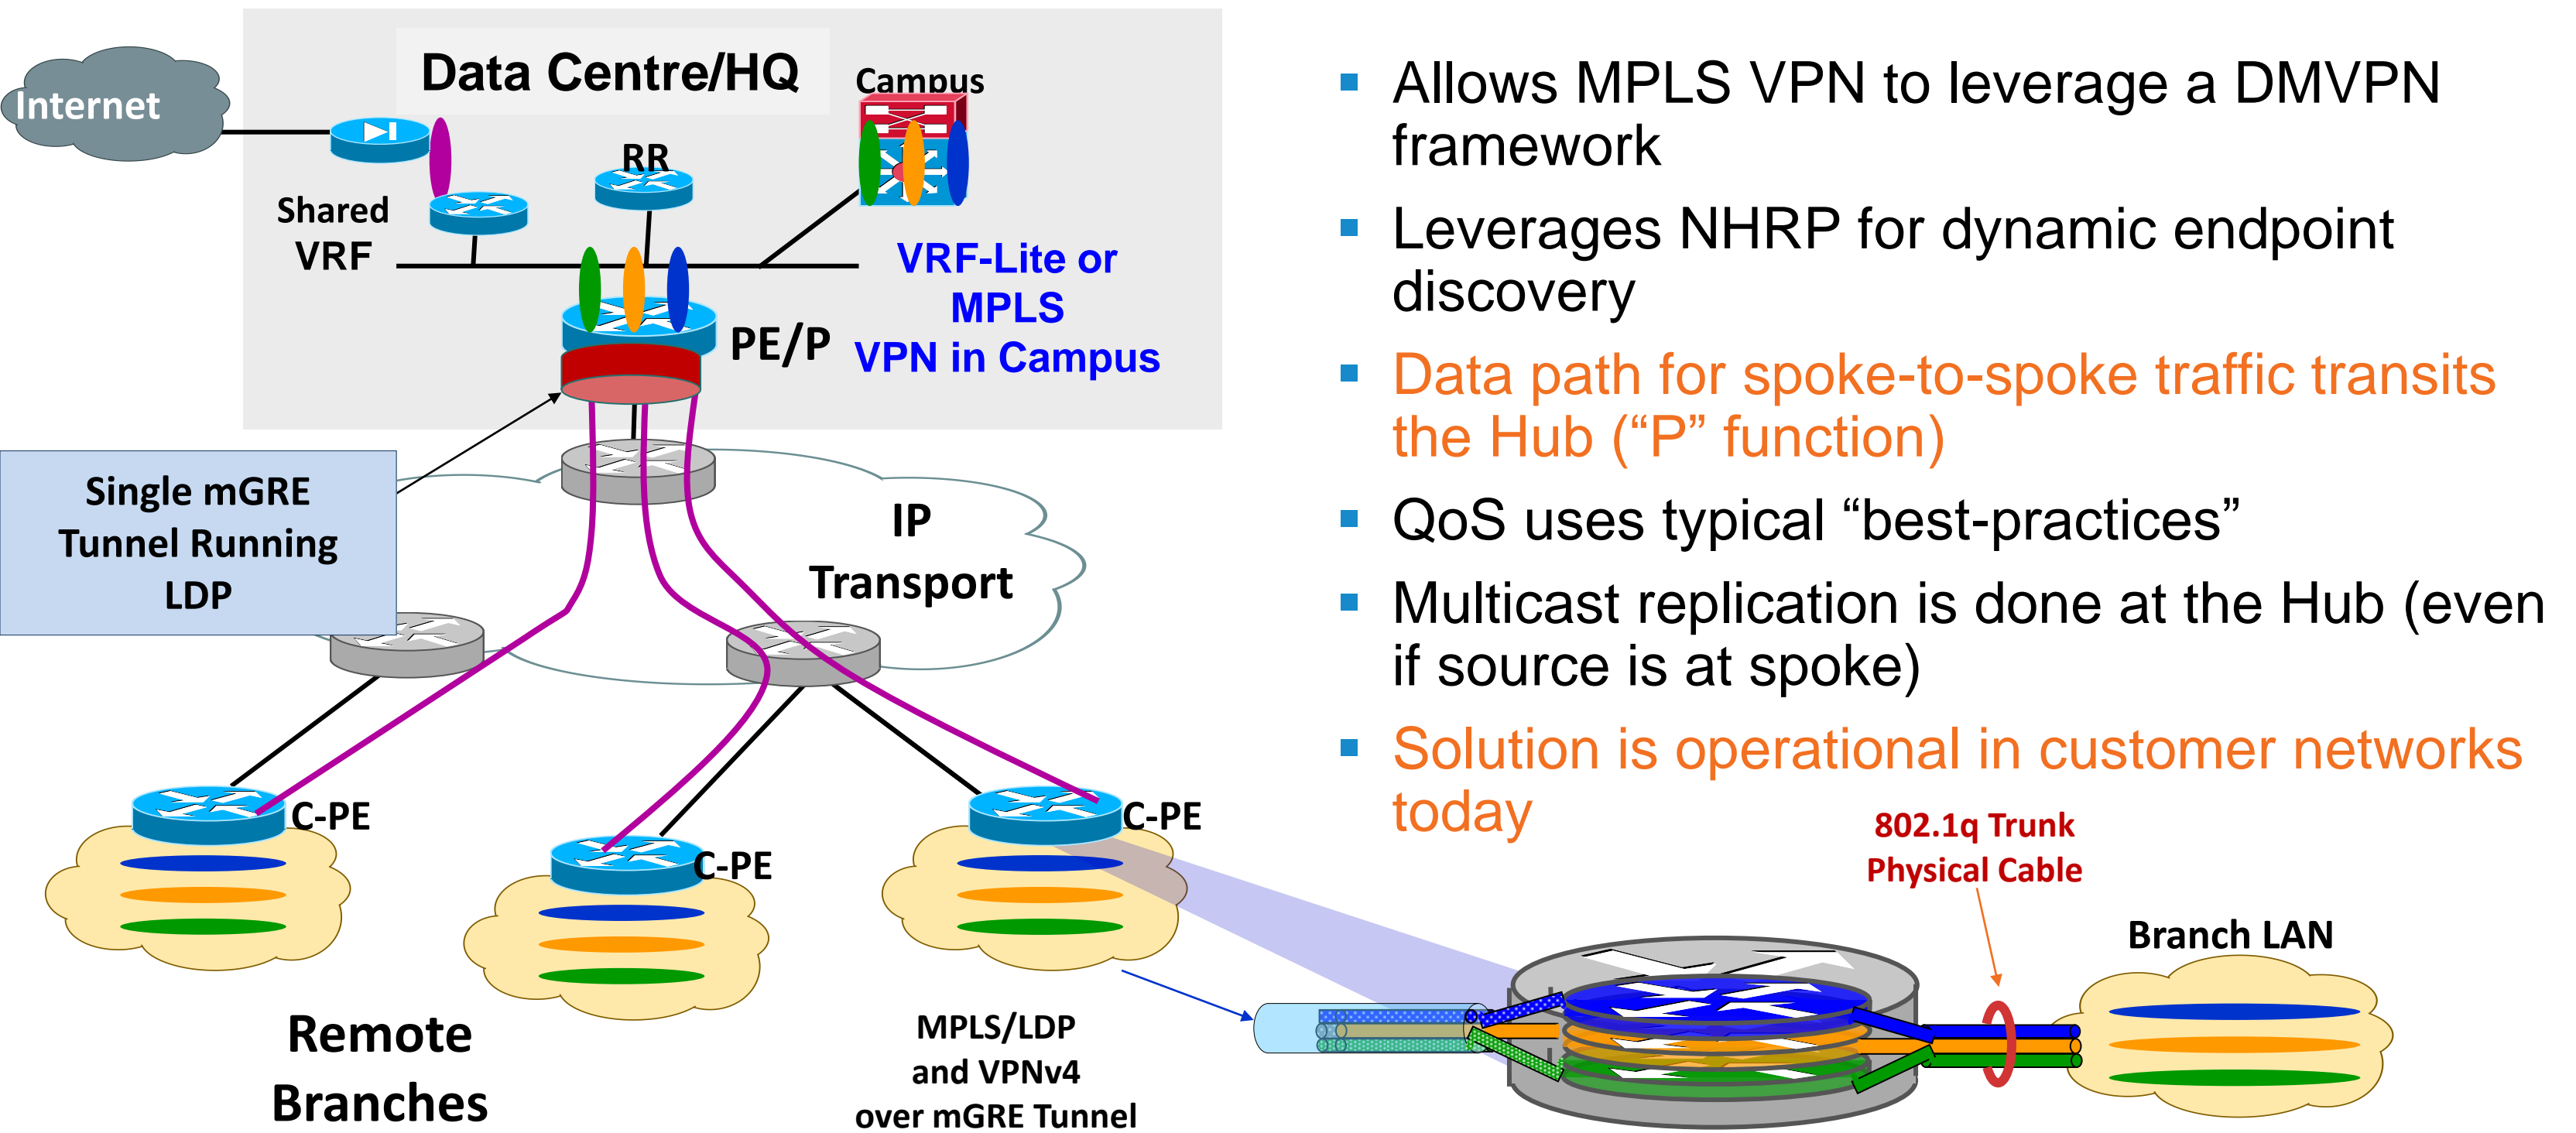 Data Centre/HQ
Internet
Campus
RR
Shared
VRF
VRF-Lite or
MPLS
VPN in Campus
PE/P
Single mGRE
Tunnel Running
LDP
IP
Transport
C-PE
C-PE
C-PE
Remote
Branches
MPLS/LDP
and VPNv4
over mGRE Tunnel
▪ Allows MPLS VPN to leverage a DMVPN
framework
▪ Leverages NHRP for dynamic endpoint
discovery
▪ Data path for spoke-to-spoke traffic transits
the Hub (“P” function)
▪ QoS uses typical “best-practices”
▪ Multicast replication is done at the Hub (even
if source is at spoke)
▪ Solution is operational in customer networks
today
802.1q Trunk
Physical Cable
Branch LAN